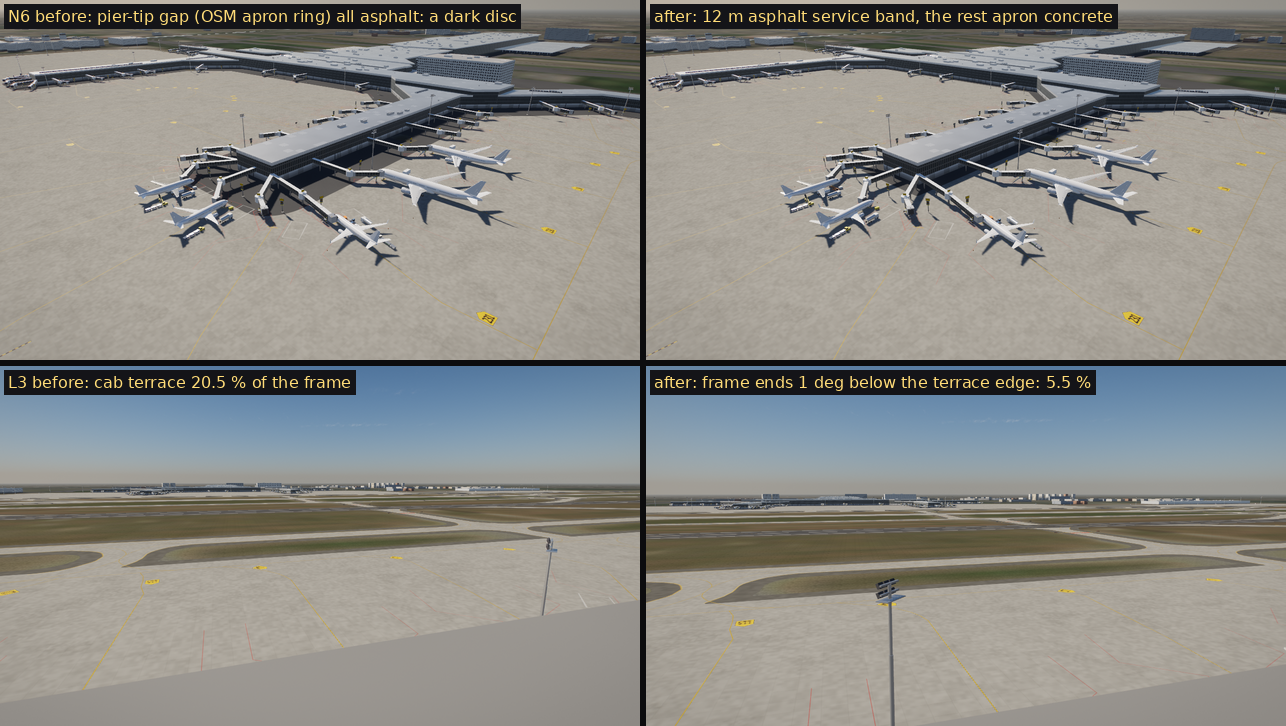 N6 before: pier-tip gap (OSM apron ring) all asphalt: a dark disc
after: 12 m asphalt service band, the rest apron concrete
L3 before: cab terrace 20.5 % of the frame
after: frame ends 1 deg below the terrace edge: 5.5 %